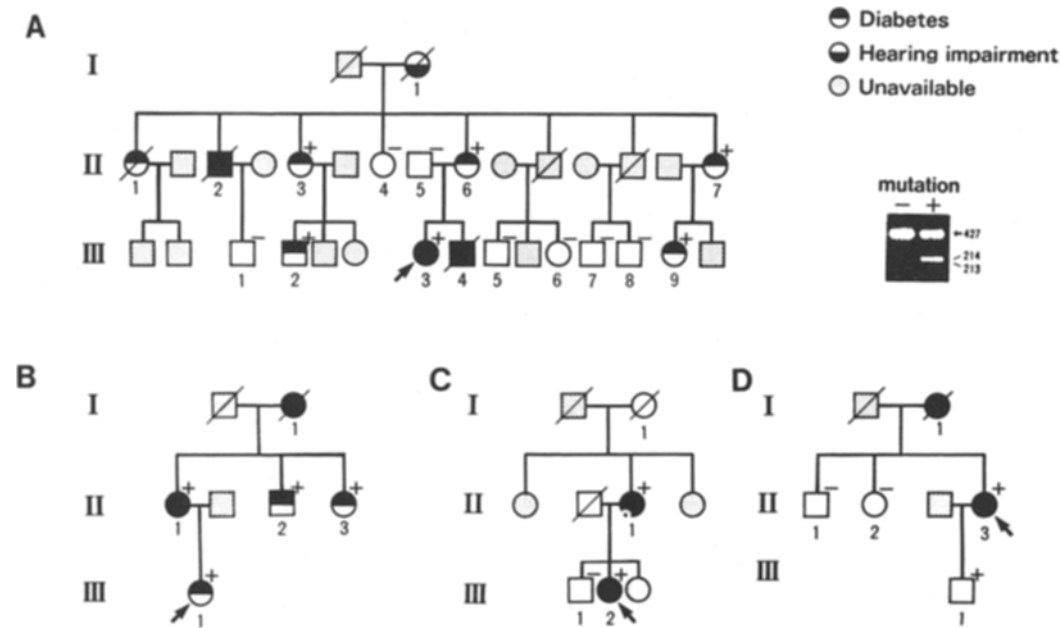 A
Diabetes
Hearing impairment
Unavailable
I
1
II
+ − − + +
1 2 3 4 5 6 7
mutation
− +
427
214
213
III
− + + − − − − +
1 2 3 4 5 6 7 8 9
B
I
1
II
+ + +
1 2 3
III
+
1
C
I
1
II
+
1
III
− +
1 2
D
I
1
II
− − +
1 2 3
III
+
1